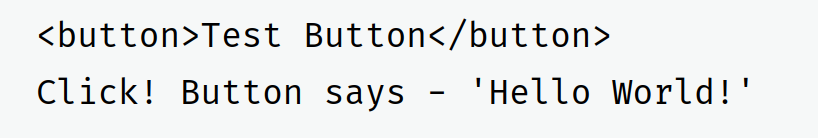 <button>Test Button</button>
Click! Button says - 'Hello World!'